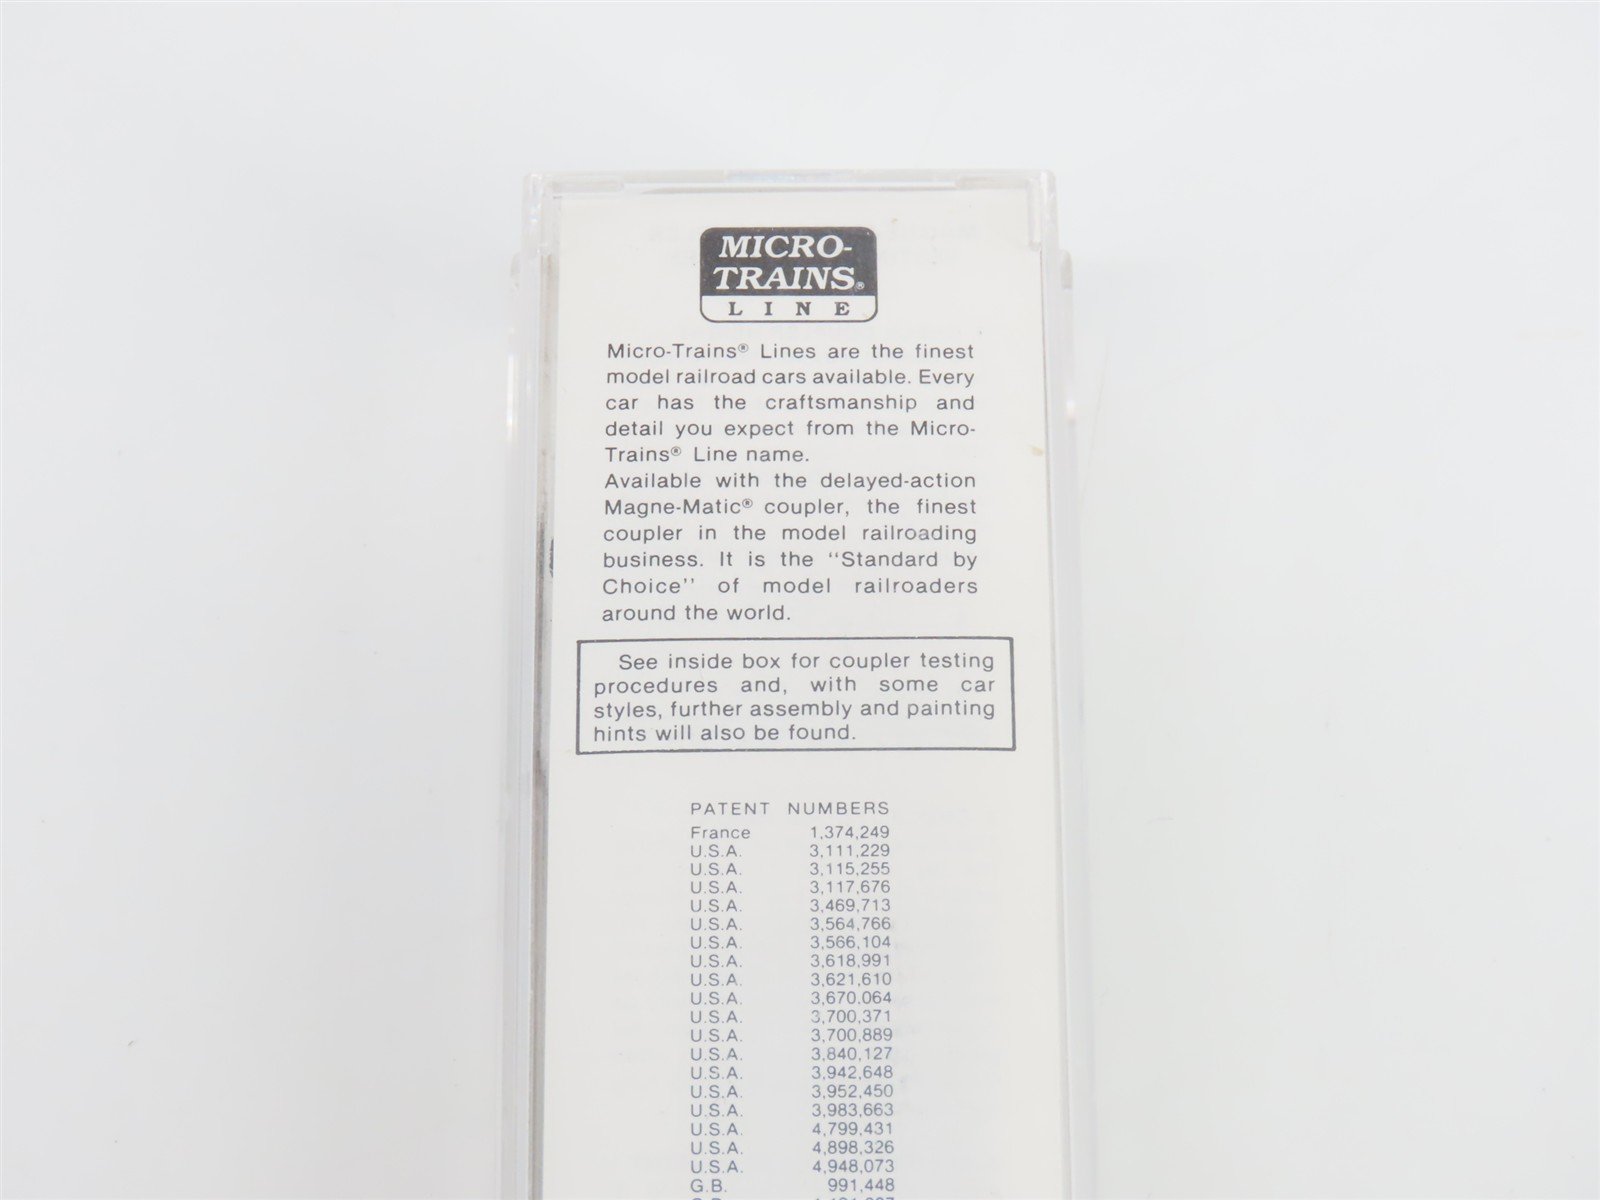 MICRO-
TRAINS®
LINE
Micro-Trains® Lines are the finest
model railroad cars available. Every
car has the craftsmanship and
detail you expect from the Micro-
Trains® Line name.
Available with the delayed-action
Magne-Matic® coupler, the finest
coupler in the model railroading
business. It is the "Standard by
Choice" of model railroaders
around the world.
See inside box for coupler testing
procedures and, with some car
styles, further assembly and painting
hints will also be found.
PATENT NUMBERS
France 1,374,249
U.S.A. 3,111,229
U.S.A. 3,115,255
U.S.A. 3,117,676
U.S.A. 3,469,713
U.S.A. 3,564,766
U.S.A. 3,566,104
U.S.A. 3,618,991
U.S.A. 3,621,610
U.S.A. 3,670.064
U.S.A. 3,700,371
U.S.A. 3,700,889
U.S.A. 3,840,127
U.S.A. 3,942,648
U.S.A. 3,952,450
U.S.A. 3,983,663
U.S.A. 4,799,431
U.S.A. 4,898,326
U.S.A. 4,948,073
G.B. 991,448